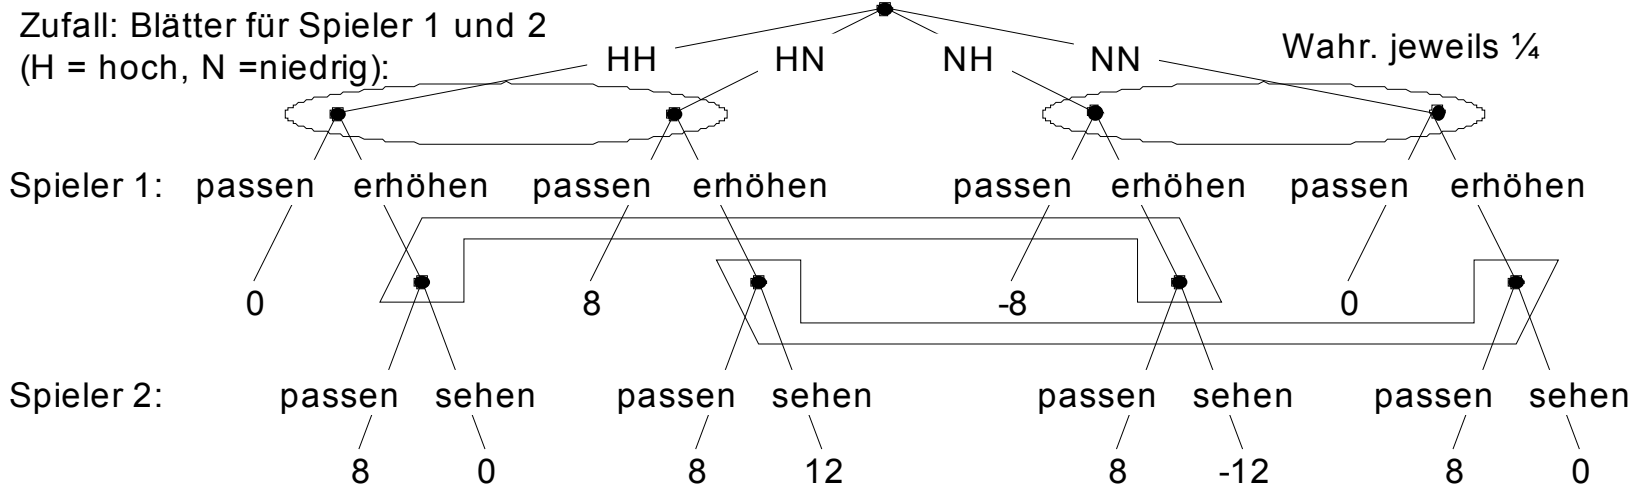 Zufall: Blätter für Spieler 1 und 2
(H = hoch, N =niedrig):
HH HN NH NN
Wahr. jeweils ¼
Spieler 1: passen erhöhen passen erhöhen passen erhöhen passen erhöhen
0 8 -8 0
Spieler 2: passen sehen passen sehen passen sehen passen sehen
8 0 8 12 8 -12 8 0